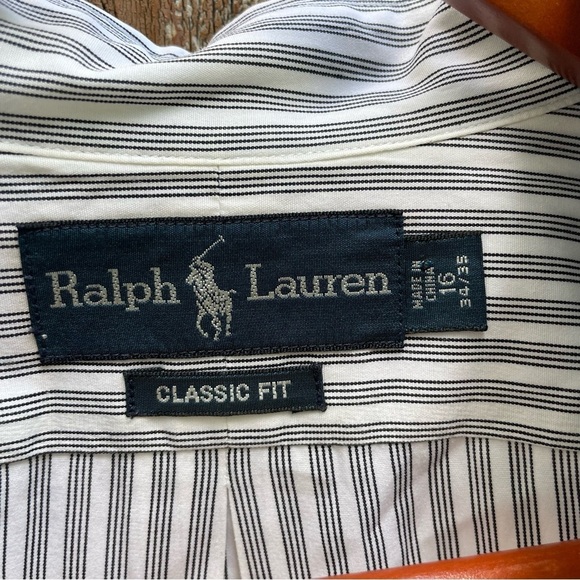 Ralph Lauren
CLASSIC FIT
MADE IN
CHINA
16
34/35